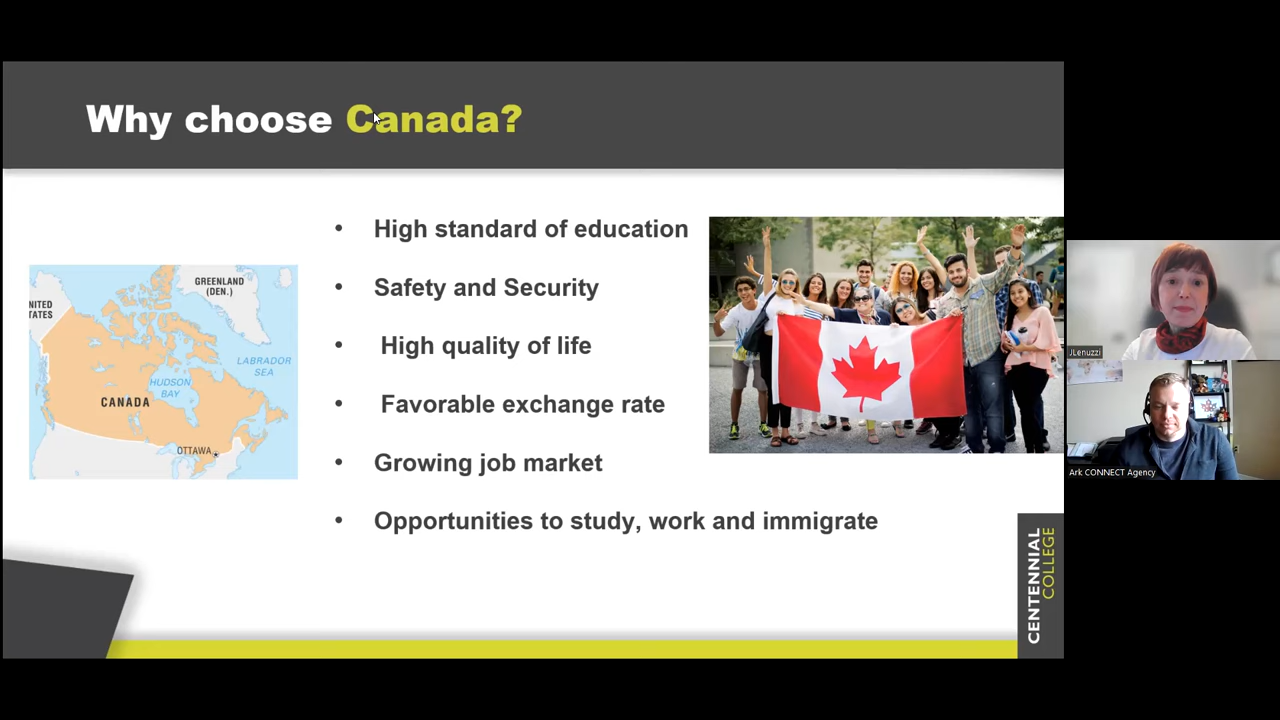 Why choose Canada?
• High standard of education
• Safety and Security
• High quality of life
• Favorable exchange rate
• Growing job market
• Opportunities to study, work and immigrate
NITED
TATES
GREENLAND
(DEN.)
LABRADOR
SEA
HUDSON
BAY
CANADA
OTTAWA
CENTENNIAL
COLLEGE
JLenuzzi
Ark CONNECT Agency